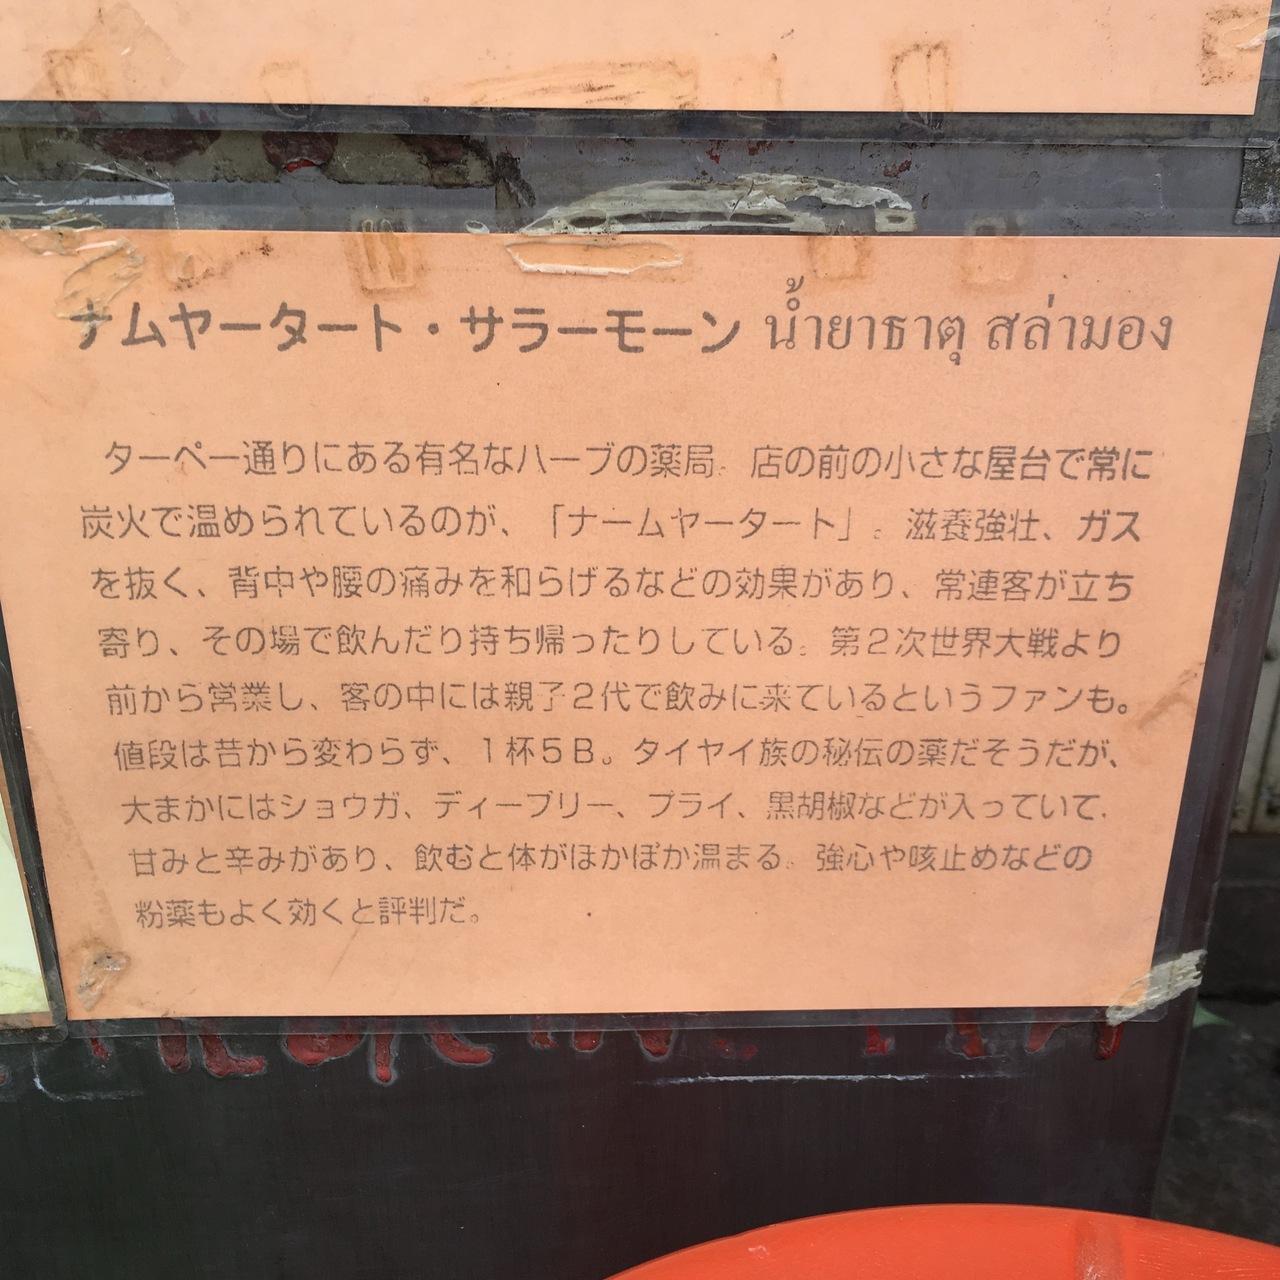 ナムヤータート・サラーモーン น้ำยาธาตุ สล่ามอง
ターペー通りにある有名なハーブの薬局。店の前の小さな屋台で常に
炭火で温められているのが、「ナームヤータート」。滋養強壮、ガス
を抜く、背中や腰の痛みを和らげるなどの効果があり、常連客が立ち
寄り、その場で飲んだり持ち帰ったりしている。第2次世界大戦より
前から営業し、客の中には親子2代で飲みに来ているというファンも。
値段は昔から変わらず、1杯5B。タイヤイ族の秘伝の薬だそうだが、
大まかにはショウガ、ディープリー、プライ、黒胡椒などが入っていて、
甘みと辛みがあり、飲むと体がほかぽか温まる。強心や咳止めなどの
粉薬もよく効くと評判だ。